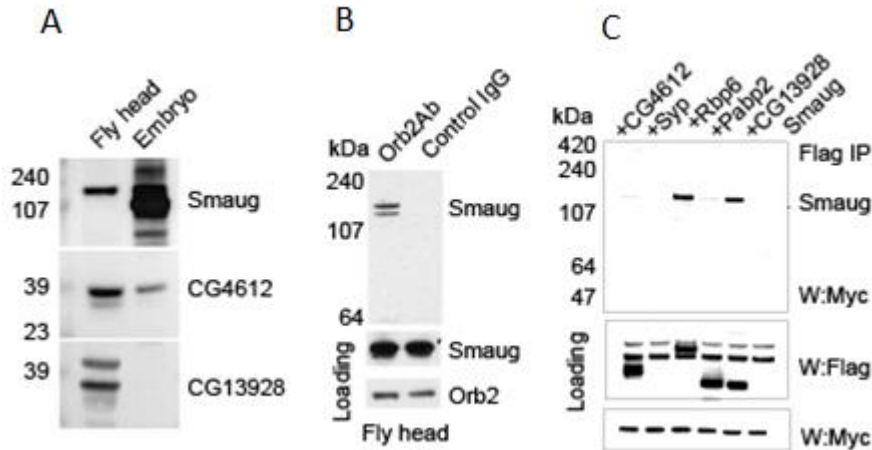 A
Fly head
Embryo
240
107
Smaug
39
23
CG4612
39
CG13928
B
kDa
Orb2Ab
Control IgG
240
107
64
Smaug
Loading
Smaug
Orb2
Fly head
C
kDa
+CG4612
+Syp
+Rbp6
+Pabp2
+CG13928
Smaug
420
240
107
64
47
Flag IP
Smaug
W:Myc
Loading
W:Flag
W:Myc